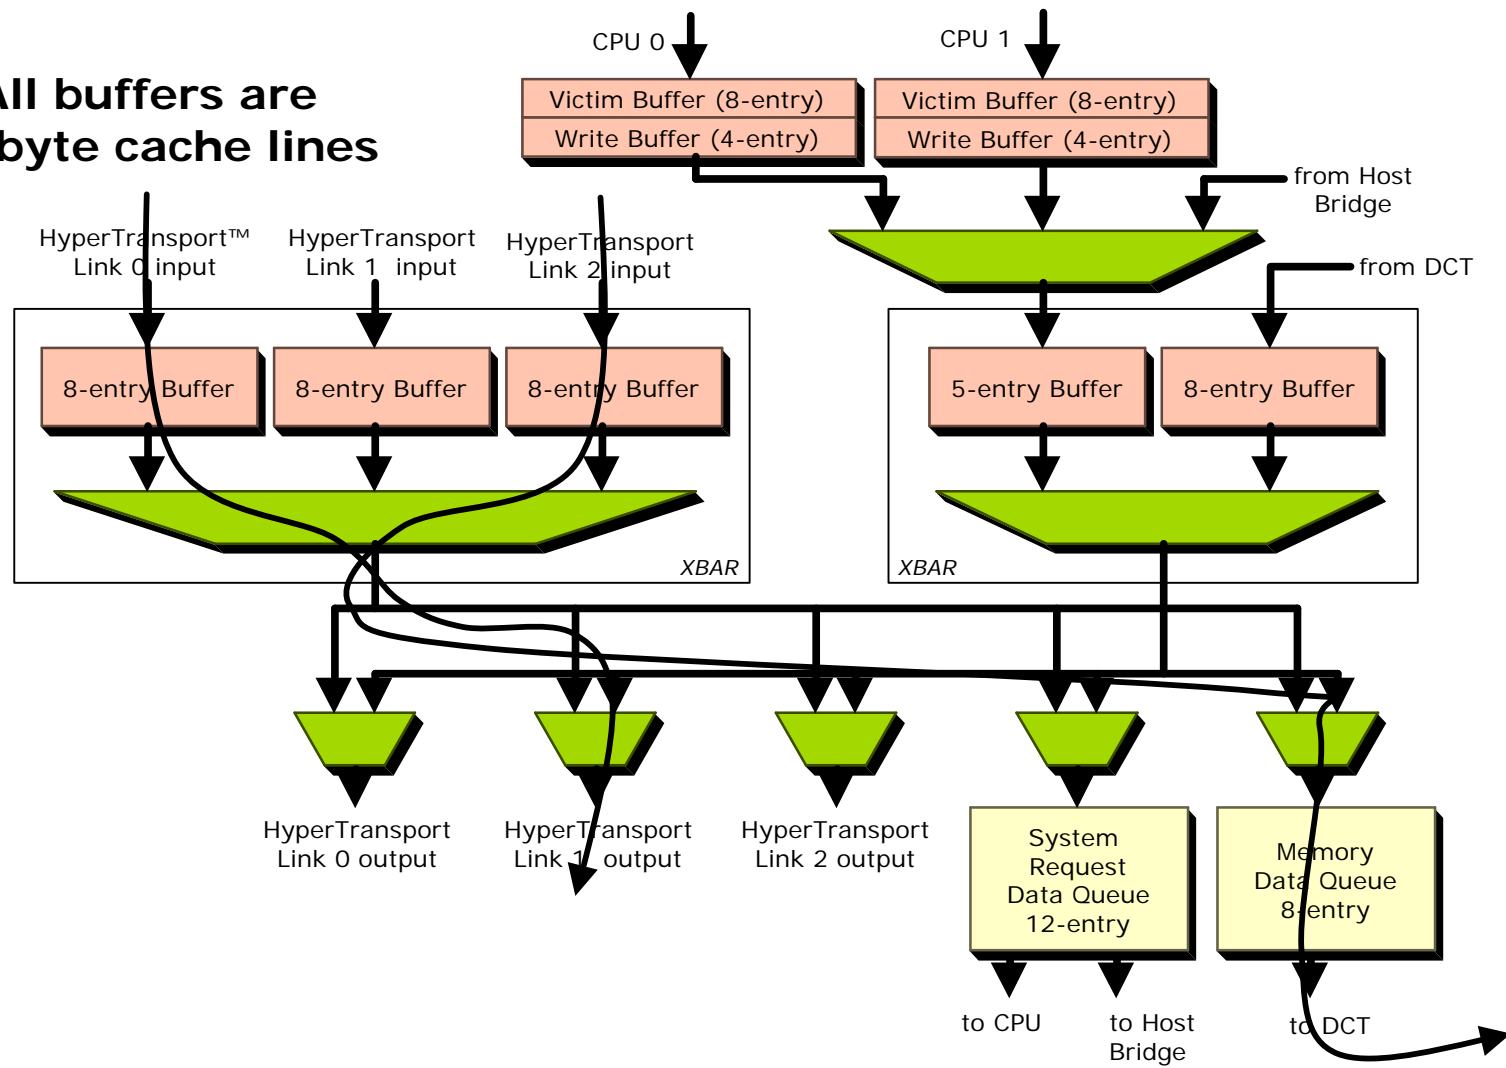 All buffers are
byte cache lines
CPU 0
CPU 1
Victim Buffer (8-entry)
Write Buffer (4-entry)
Victim Buffer (8-entry)
Write Buffer (4-entry)
from Host
Bridge
HyperTransport™
Link 0 input
HyperTransport
Link 1 input
HyperTransport
Link 2 input
from DCT
8-entry Buffer
8-entry Buffer
8-entry Buffer
5-entry Buffer
8-entry Buffer
XBAR
XBAR
HyperTransport
Link 0 output
HyperTransport
Link 1 output
HyperTransport
Link 2 output
System
Request
Data Queue
12-entry
Memory
Data Queue
8-entry
to CPU
to Host
Bridge
to DCT